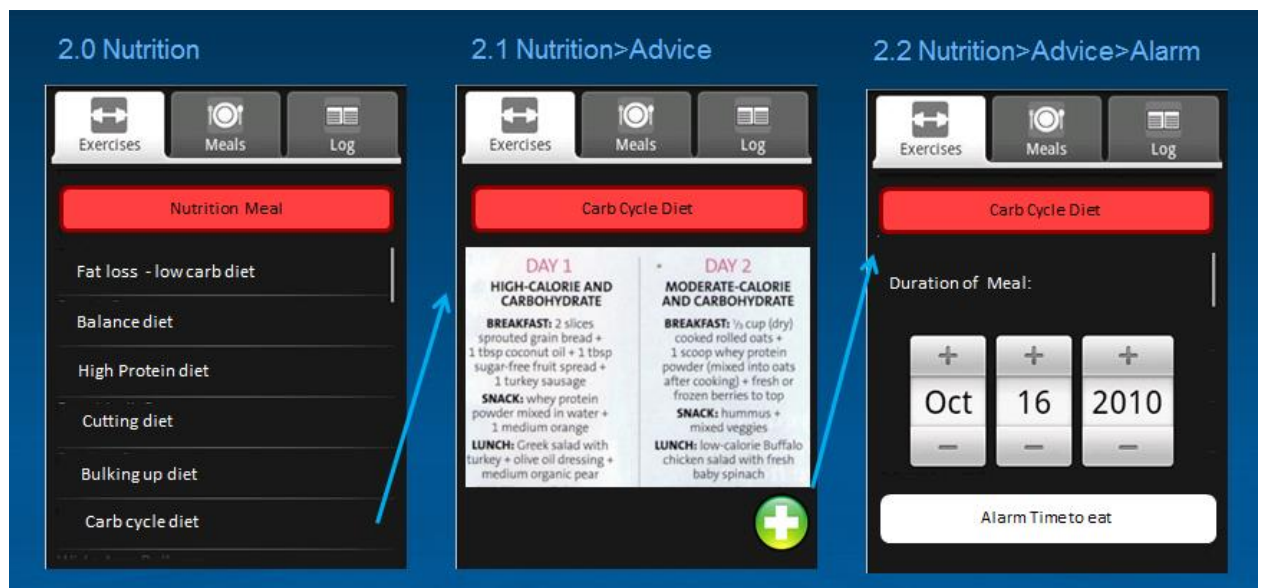 2.0 Nutrition
Exercises Meals Log
Nutrition Meal
Fat loss - low carb diet
Balance diet
High Protein diet
Cutting diet
Bulking up diet
Carb cycle diet
2.1 Nutrition>Advice
Exercises Meals Log
Carb Cycle Diet
DAY 1
HIGH-CALORIE AND
CARBOHYDRATE
BREAKFAST: 2 slices
sprouted grain bread +
1 tbsp coconut oil + 1 tbsp
sugar-free fruit spread +
1 turkey sausage
SNACK: whey protein
powder mixed in water +
1 medium orange
LUNCH: Greek salad with
turkey + olive oil dressing +
medium organic pear
DAY 2
MODERATE-CALORIE
AND CARBOHYDRATE
BREAKFAST: ⅓ cup (dry)
cooked rolled oats +
1 scoop whey protein
powder (mixed into oats
after cooking) + fresh or
frozen berries to top
SNACK: hummus +
mixed veggies
LUNCH: low-calorie Buffalo
chicken salad with fresh
baby spinach
2.2 Nutrition>Advice>Alarm
Exercises Meals Log
Carb Cycle Diet
Duration of Meal:
+ + +
Oct 16 2010
- - -
Alarm Time to eat